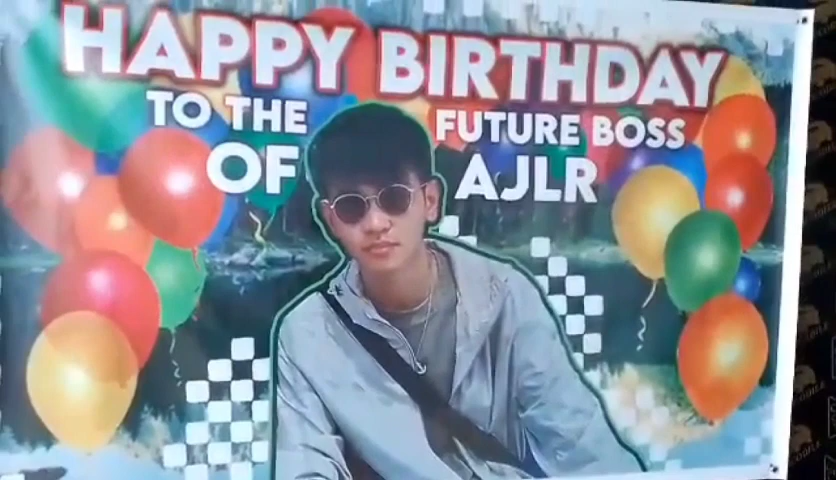 HAPPY BIRTHDAY
TO THE FUTURE BOSS
OF AJLR